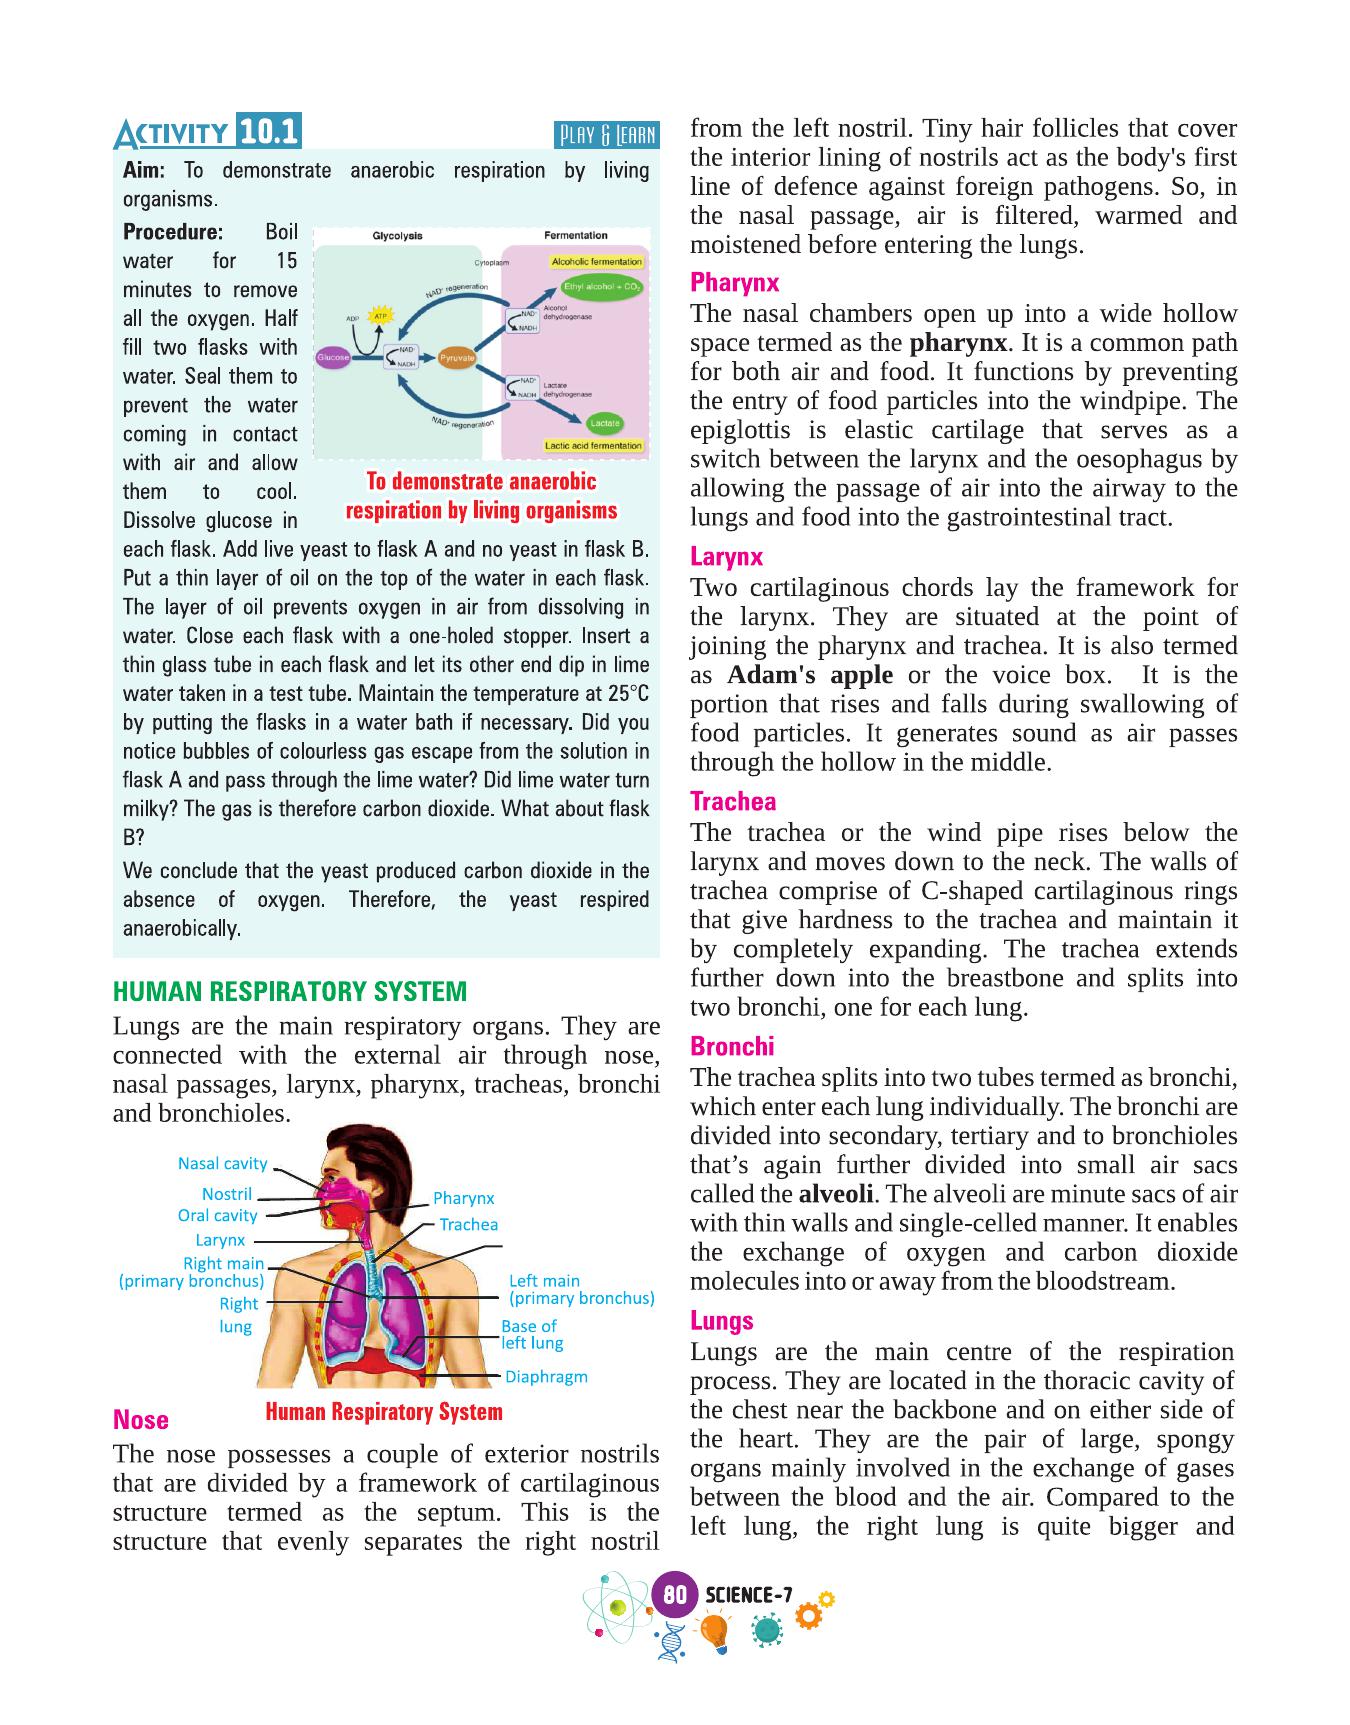 ACTIVITY 10.1
PLAY & LEARN
Aim: To demonstrate anaerobic respiration by living
organisms.
Procedure: Boil
water for 15
minutes to remove
all the oxygen. Half
fill two flasks with
water. Seal them to
prevent the water
coming in contact
with air and allow
them to cool.
Dissolve glucose in
Glycolysis
Fermentation
Cytoplasm
Alcoholic fermentation
NAD⁺ regeneration
Ethyl alcohol + CO₂
ADP
ATP
NAD⁺
NADH
Alcohol
dehydrogenase
Glucose
NAD⁺
NADH
Pyruvate
NAD⁺
NADH
Lactate
dehydrogenase
NAD⁺ regeneration
Lactate
Lactic acid fermentation
To demonstrate anaerobic
respiration by living organisms
each flask. Add live yeast to flask A and no yeast in flask B.
Put a thin layer of oil on the top of the water in each flask.
The layer of oil prevents oxygen in air from dissolving in
water. Close each flask with a one-holed stopper. Insert a
thin glass tube in each flask and let its other end dip in lime
water taken in a test tube. Maintain the temperature at 25°C
by putting the flasks in a water bath if necessary. Did you
notice bubbles of colourless gas escape from the solution in
flask A and pass through the lime water? Did lime water turn
milky? The gas is therefore carbon dioxide. What about flask
B?
We conclude that the yeast produced carbon dioxide in the
absence of oxygen. Therefore, the yeast respired
anaerobically.
HUMAN RESPIRATORY SYSTEM
Lungs are the main respiratory organs. They are
connected with the external air through nose,
nasal passages, larynx, pharynx, tracheas, bronchi
and bronchioles.
Nasal cavity
Nostril
Oral cavity
Larynx
Right main
(primary bronchus)
Right
lung
Pharynx
Trachea
Left main
(primary bronchus)
Base of
left lung
Diaphragm
Human Respiratory System
Nose
The nose possesses a couple of exterior nostrils
that are divided by a framework of cartilaginous
structure termed as the septum. This is the
structure that evenly separates the right nostril
from the left nostril. Tiny hair follicles that cover
the interior lining of nostrils act as the body's first
line of defence against foreign pathogens. So, in
the nasal passage, air is filtered, warmed and
moistened before entering the lungs.
Pharynx
The nasal chambers open up into a wide hollow
space termed as the pharynx. It is a common path
for both air and food. It functions by preventing
the entry of food particles into the windpipe. The
epiglottis is elastic cartilage that serves as a
switch between the larynx and the oesophagus by
allowing the passage of air into the airway to the
lungs and food into the gastrointestinal tract.
Larynx
Two cartilaginous chords lay the framework for
the larynx. They are situated at the point of
joining the pharynx and trachea. It is also termed
as Adam's apple or the voice box. It is the
portion that rises and falls during swallowing of
food particles. It generates sound as air passes
through the hollow in the middle.
Trachea
The trachea or the wind pipe rises below the
larynx and moves down to the neck. The walls of
trachea comprise of C-shaped cartilaginous rings
that give hardness to the trachea and maintain it
by completely expanding. The trachea extends
further down into the breastbone and splits into
two bronchi, one for each lung.
Bronchi
The trachea splits into two tubes termed as bronchi,
which enter each lung individually. The bronchi are
divided into secondary, tertiary and to bronchioles
that’s again further divided into small air sacs
called the alveoli. The alveoli are minute sacs of air
with thin walls and single-celled manner. It enables
the exchange of oxygen and carbon dioxide
molecules into or away from the bloodstream.
Lungs
Lungs are the main centre of the respiration
process. They are located in the thoracic cavity of
the chest near the backbone and on either side of
the heart. They are the pair of large, spongy
organs mainly involved in the exchange of gases
between the blood and the air. Compared to the
left lung, the right lung is quite bigger and
80 SCIENCE-7